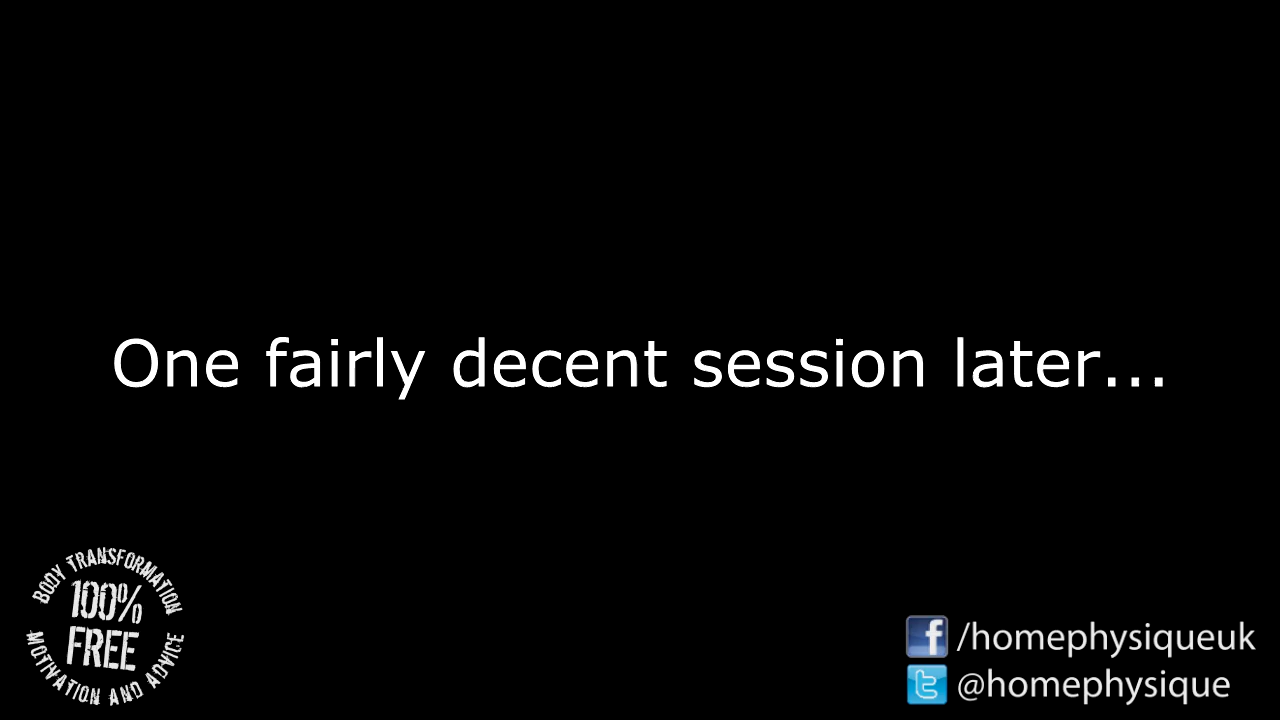 One fairly decent session later...
BODY TRANSFORMATION
100%
FREE
MOTIVATION AND ADVICE
f /homephysiqueuk
t @homephysique